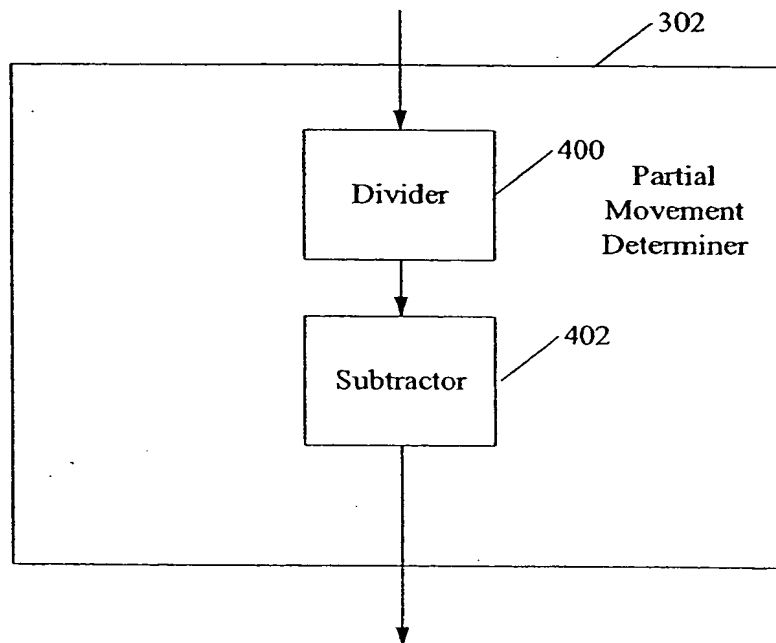 302
400
Divider
Partial
Movement
Determiner
402
Subtractor